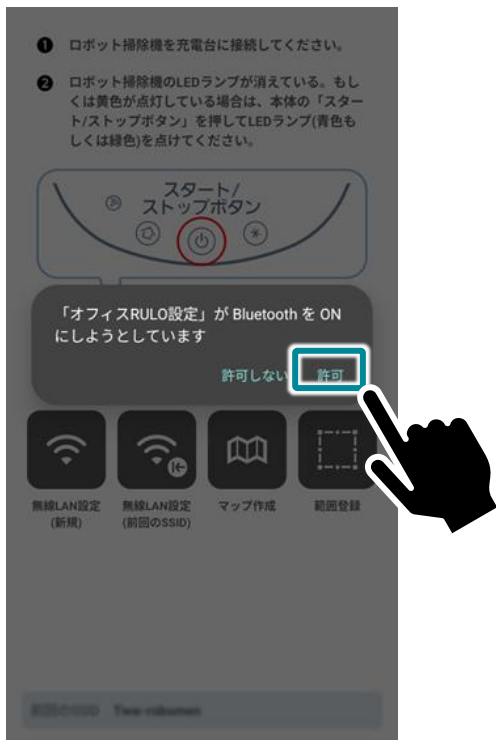 ❶ ロボット掃除機を充電台に接続してください。
❷ ロボット掃除機のLEDランプが消えている。もし
くは黄色が点灯している場合は、本体の「スター
ト/ストップボタン」を押してLEDランプ(青色も
しくは緑色)を点けてください。
スタート/
ストップボタン
「オフィスRULO設定」が Bluetooth を ON
にしようとしています
許可しない 許可
無線LAN設定
(新規)
無線LAN設定
(前回のSSID)
マップ作成
範囲登録